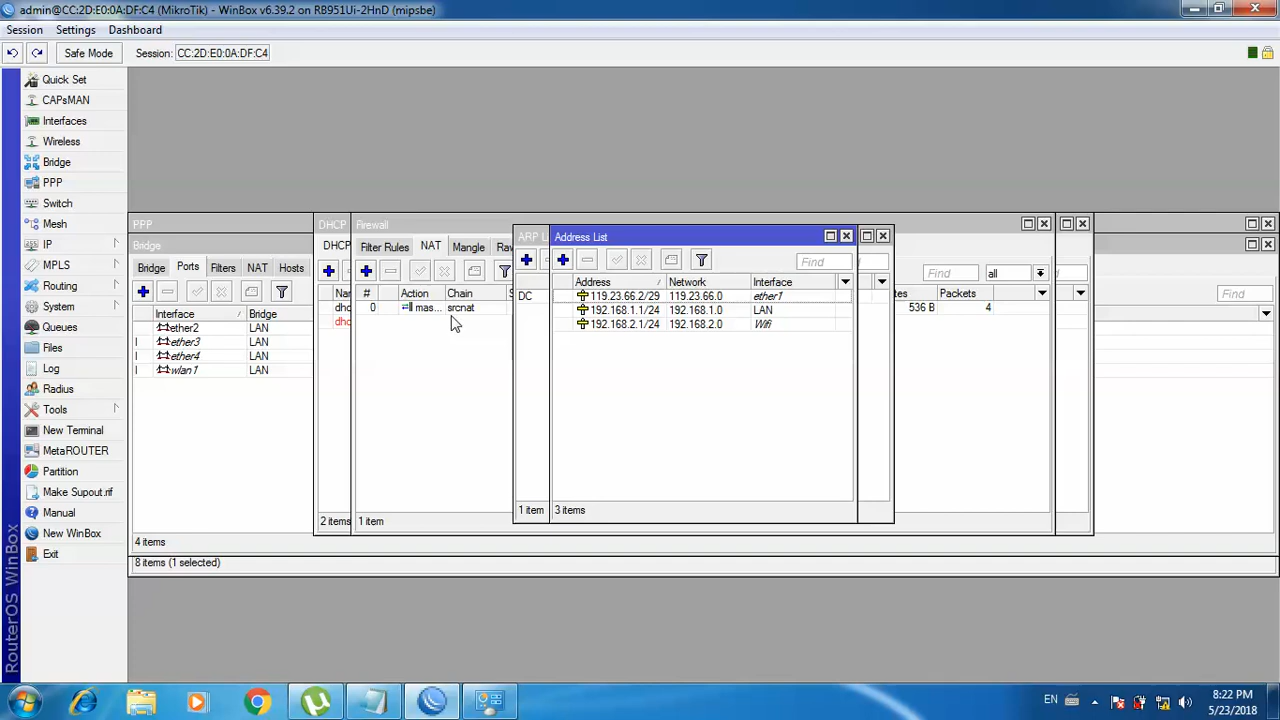 admin@CC:2D:E0:0A:DF:C4 (MikroTik) - WinBox v6.39.2 on RB951Ui-2HnD (mipsbe)
Session Settings Dashboard
Safe Mode Session: CC:2D:E0:0A:DF:C4
Quick Set
CAPsMAN
Interfaces
Wireless
Bridge
PPP
Switch
Mesh
IP
MPLS
Routing
System
Queues
Files
Log
Radius
Tools
New Terminal
MetaROUTER
Partition
Make Supout.rif
Manual
New WinBox
Exit
RouterOS WinBox
PPP
Bridge
Bridge Ports Filters NAT Hosts
Interface Bridge
ether2 LAN
I ether3 LAN
I ether4 LAN
I wlan1 LAN
4 items
8 items (1 selected)
DHCP
DHCP
Nar
dhc
dhc
2 items
Firewall
Filter Rules NAT Mangle Raw
# Action Chain S
0 mas... srcnat
1 item
Find all
tes Packets
536 B 4
Find
ARP L
DC
1 item
Address List
Find
Address Network Interface
119.23.66.2/29 119.23.66.0 ether1
192.168.1.1/24 192.168.1.0 LAN
192.168.2.1/24 192.168.2.0 Wifi
3 items
EN
8:22 PM
5/23/2018